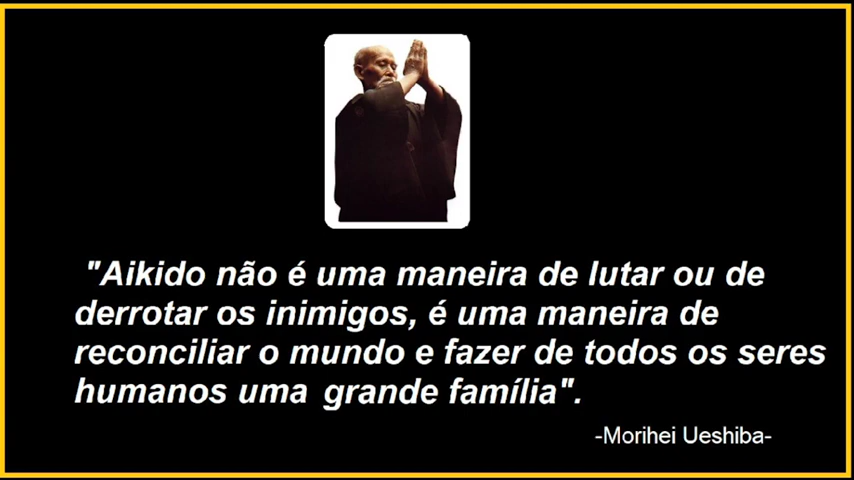 "Aikido não é uma maneira de lutar ou de
derrotar os inimigos, é uma maneira de
reconciliar o mundo e fazer de todos os seres
humanos uma grande família".
-Morihei Ueshiba-